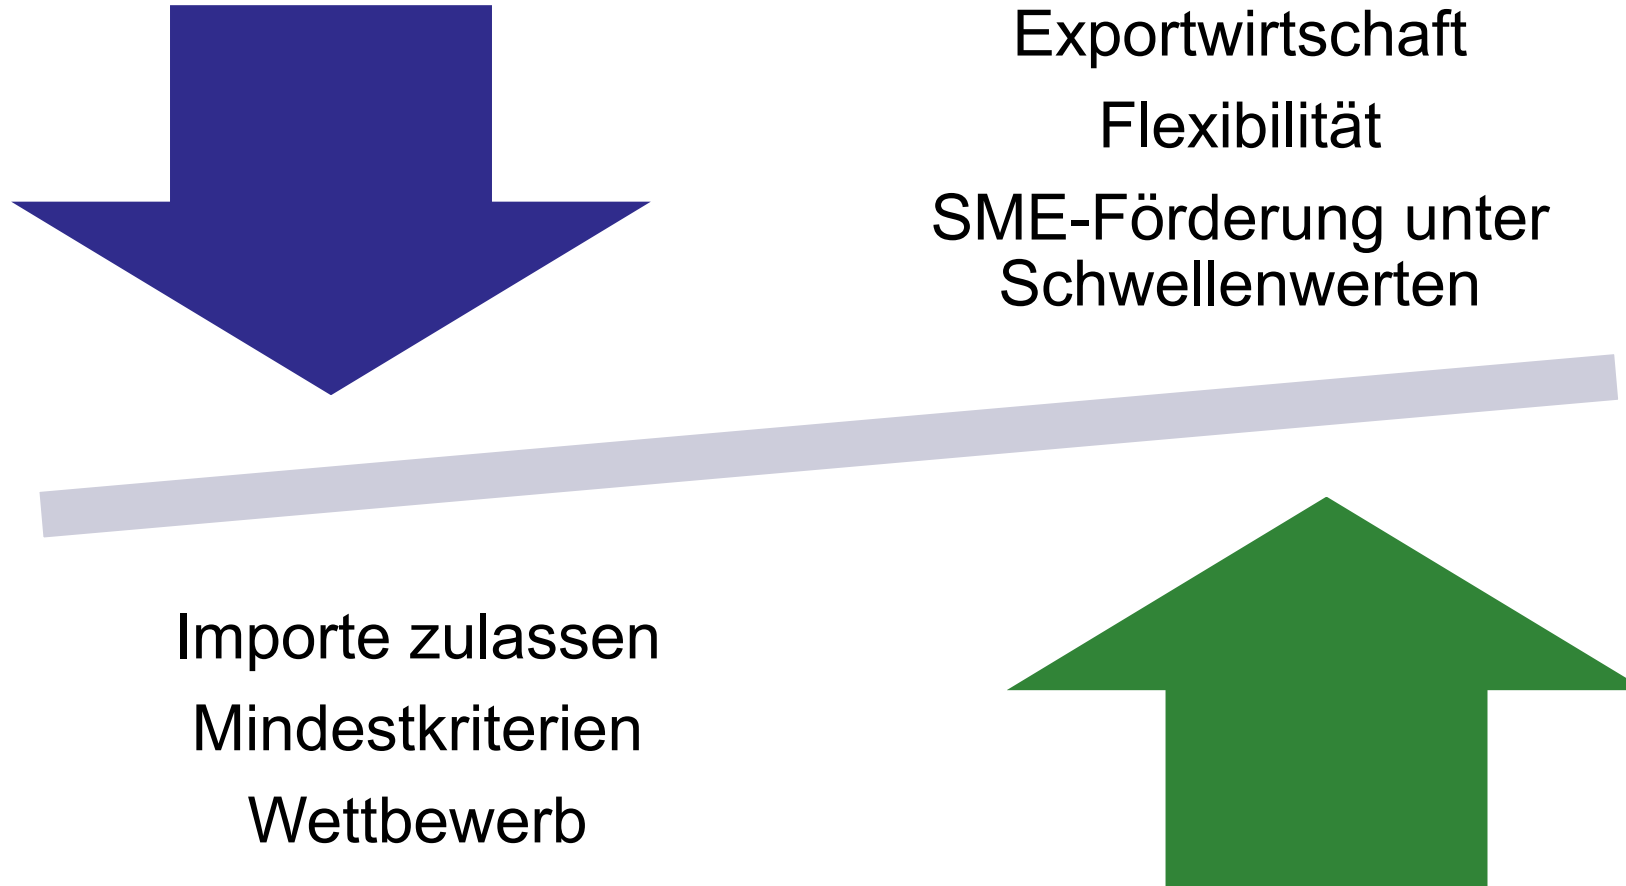 Exportwirtschaft
Flexibilität
SME-Förderung unter
Schwellenwerten
Importe zulassen
Mindestkriterien
Wettbewerb